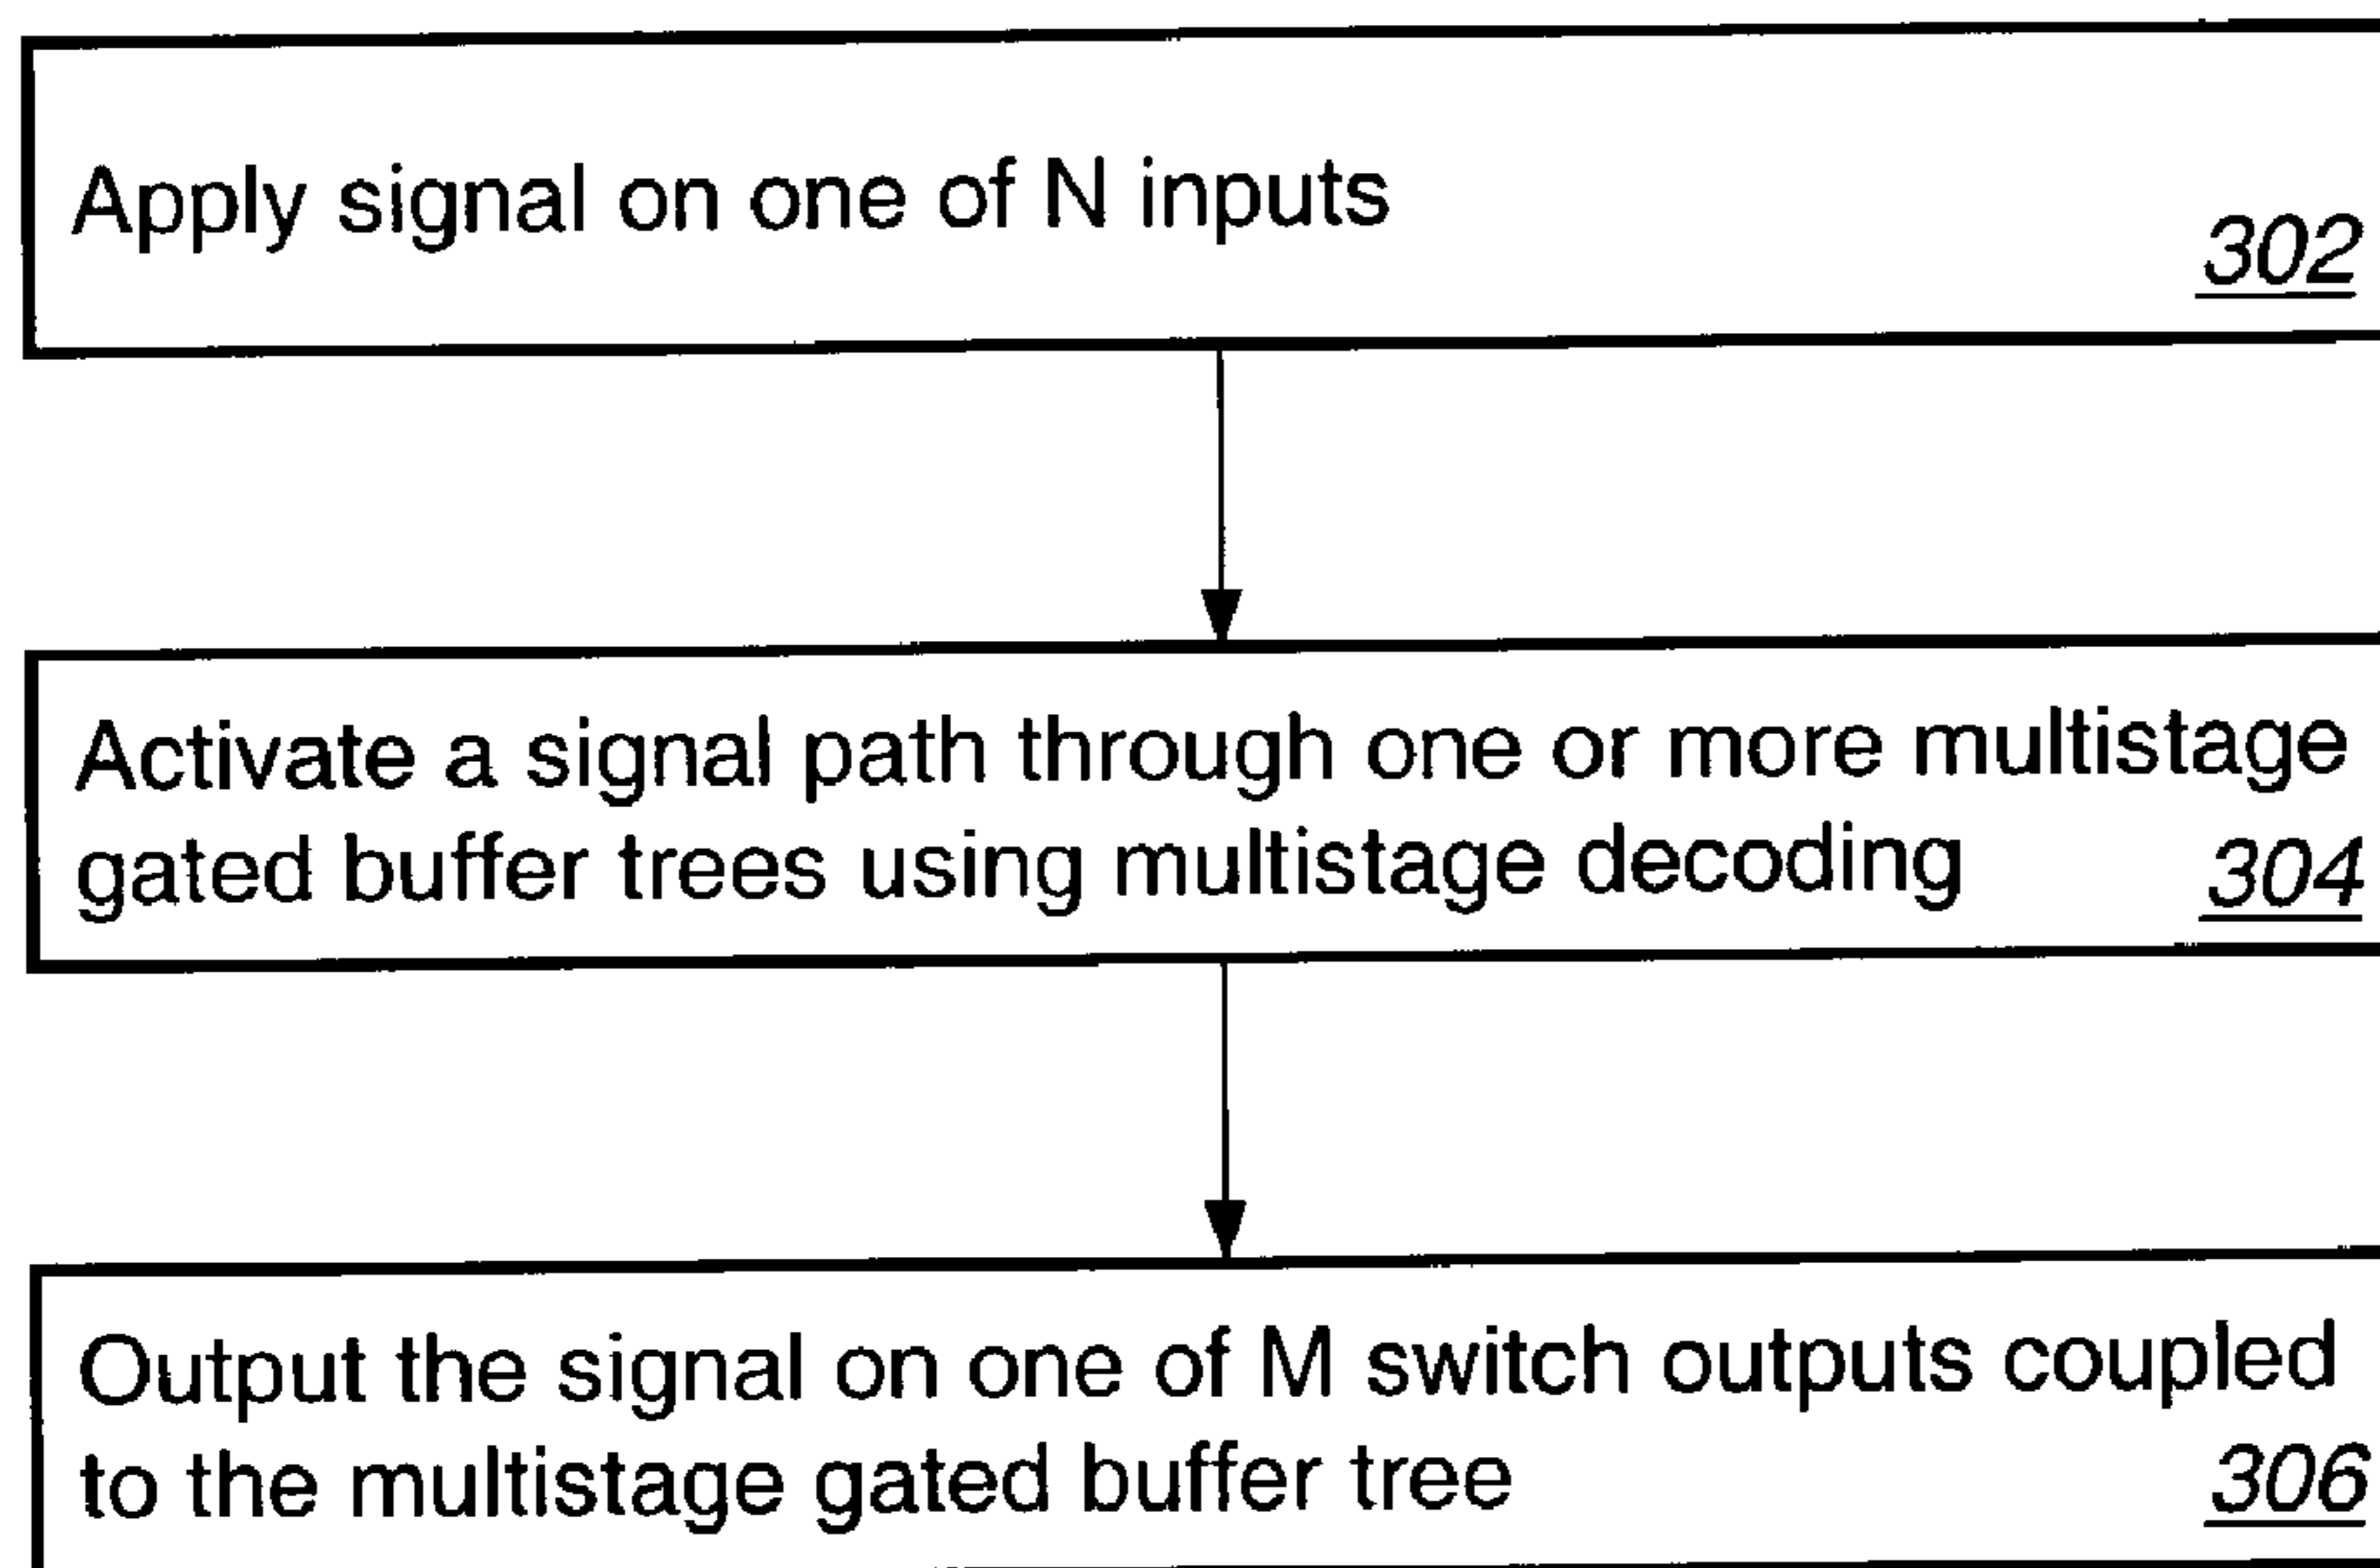 Apply signal on one of N inputs
302
Activate a signal path through one or more multistage
gated buffer trees using multistage decoding 304
Output the signal on one of M switch outputs coupled
to the multistage gated buffer tree 306